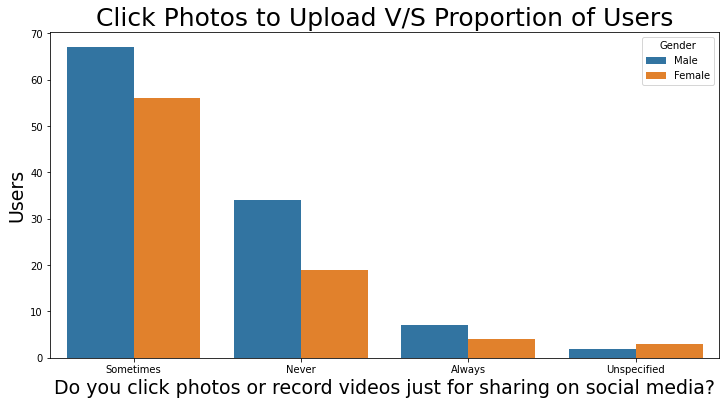 Click Photos to Upload V/S Proportion of Users
70
60
50
40
30
20
10
0
Users
Gender
Male
Female
Sometimes
Never
Always
Unspecified
Do you click photos or record videos just for sharing on social media?